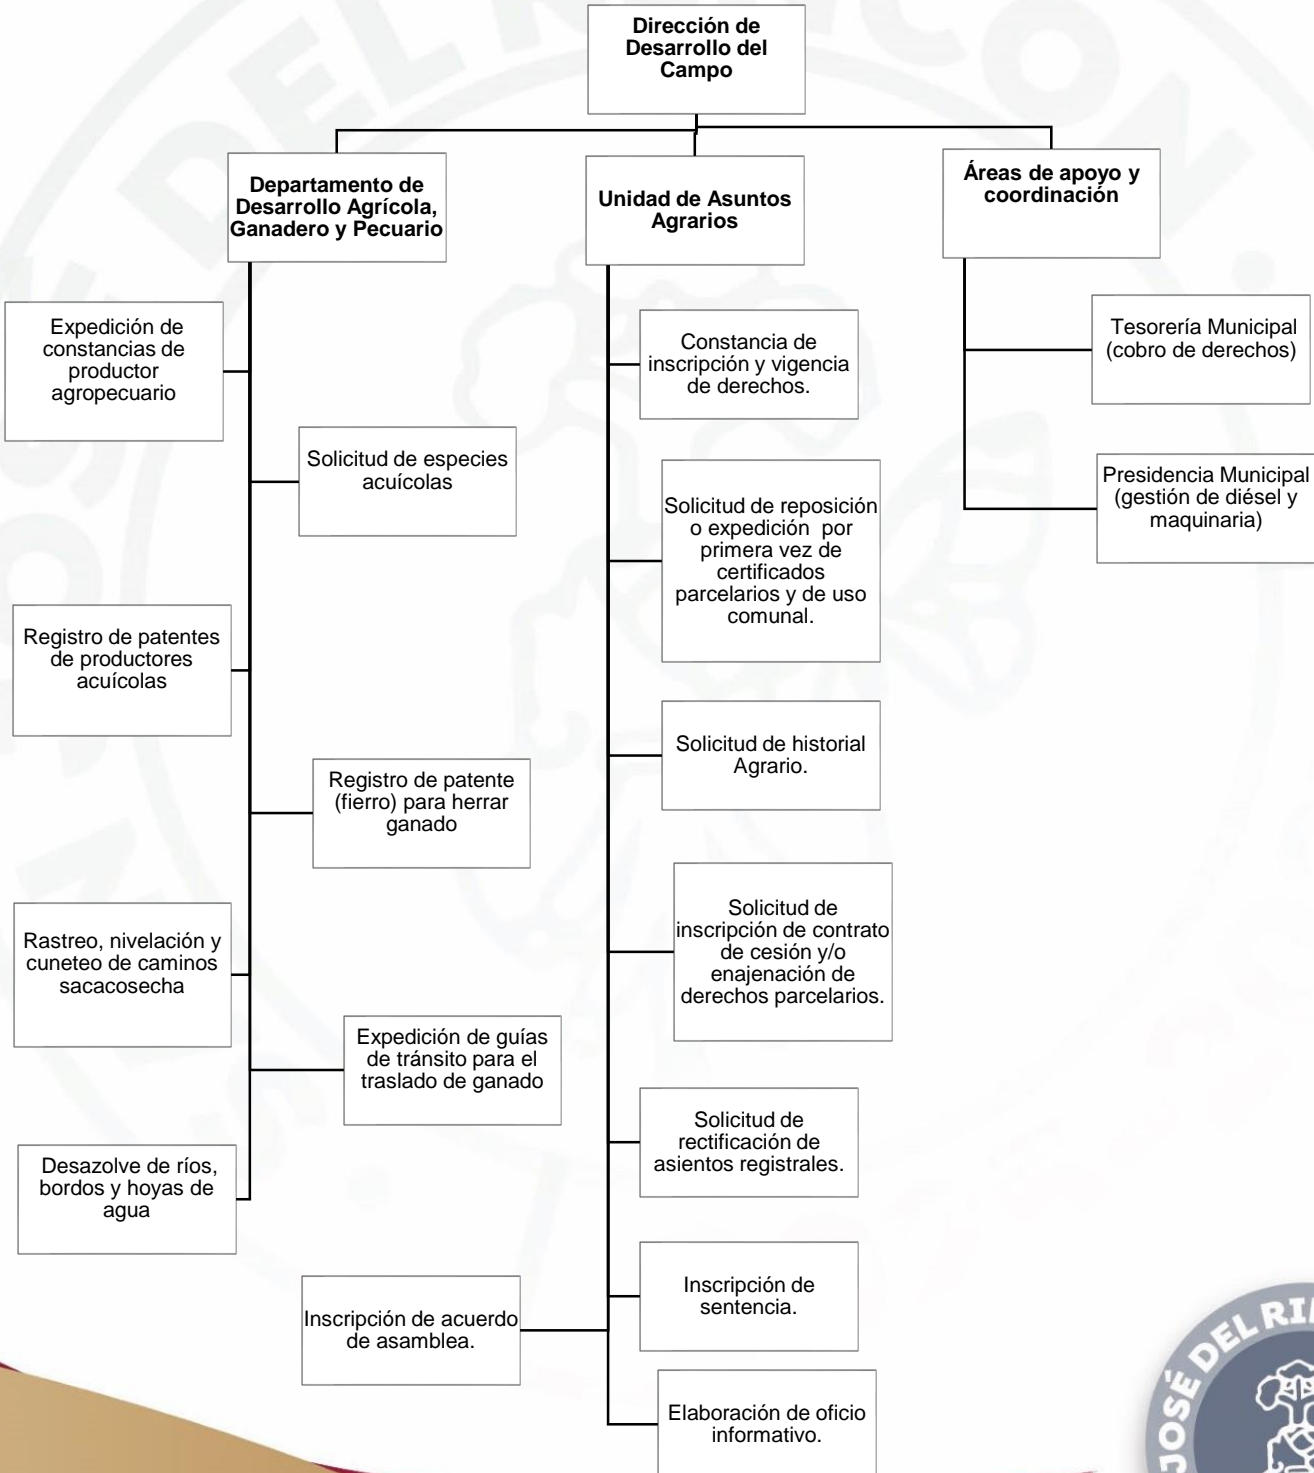 Dirección de
Desarrollo del
Campo
Departamento de
Desarrollo Agrícola,
Ganadero y Pecuario
Unidad de Asuntos
Agrarios
Áreas de apoyo y
coordinación
Expedición de
constancias de
productor
agropecuario
Solicitud de especies
acuícolas
Registro de patentes
de productores
acuícolas
Registro de patente
(fierro) para herrar
ganado
Rastreo, nivelación y
cuneteo de caminos
sacacosecha
Expedición de guías
de tránsito para el
traslado de ganado
Desazolve de ríos,
bordos y hoyas de
agua
Constancia de
inscripción y vigencia
de derechos.
Solicitud de reposición
o expedición por
primera vez de
certificados
parcelarios y de uso
comunal.
Solicitud de historial
Agrario.
Solicitud de
inscripción de contrato
de cesión y/o
enajenación de
derechos parcelarios.
Solicitud de
rectificación de
asientos registrales.
Inscripción de
sentencia.
Inscripción de acuerdo
de asamblea.
Elaboración de oficio
informativo.
Tesorería Municipal
(cobro de derechos)
Presidencia Municipal
(gestión de diésel y
maquinaria)
JOSÉ DEL RI